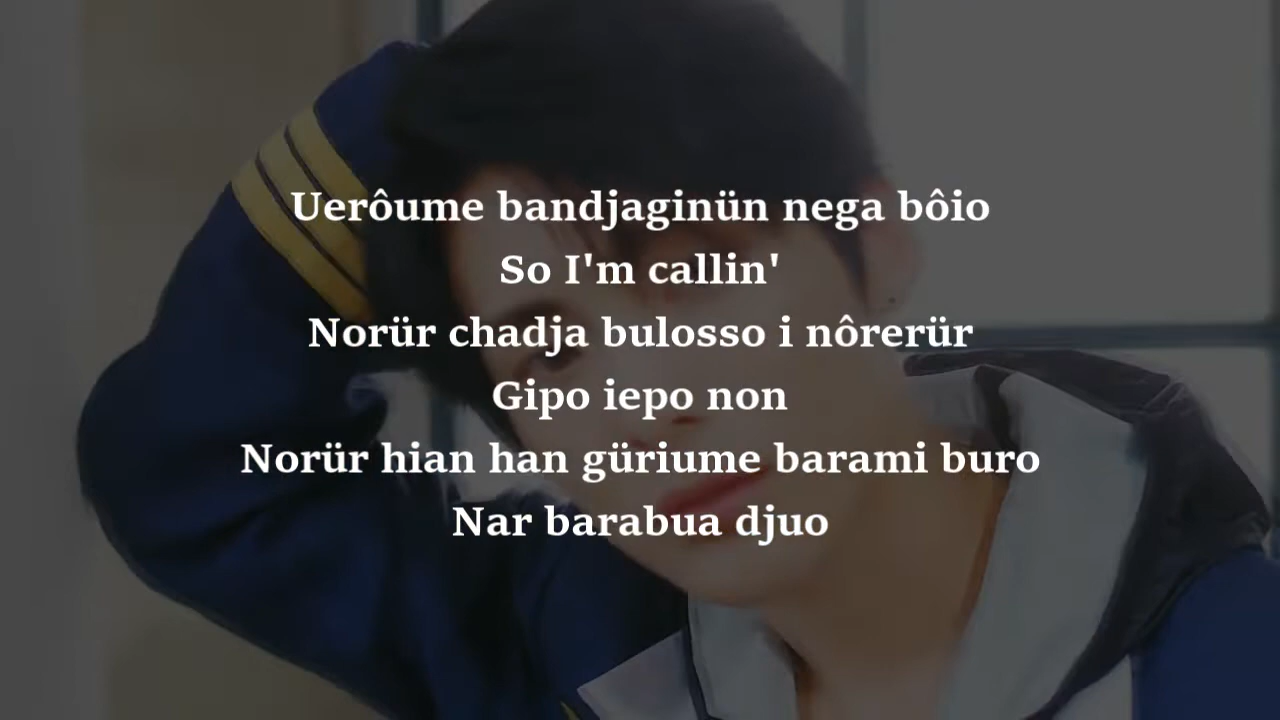 Uerôume bandjaginün nega bôio
So I'm callin'
Norür chadja bulosso i nôrerür
Gipo iepo non
Norür hian han güriume barami buro
Nar barabua djuo